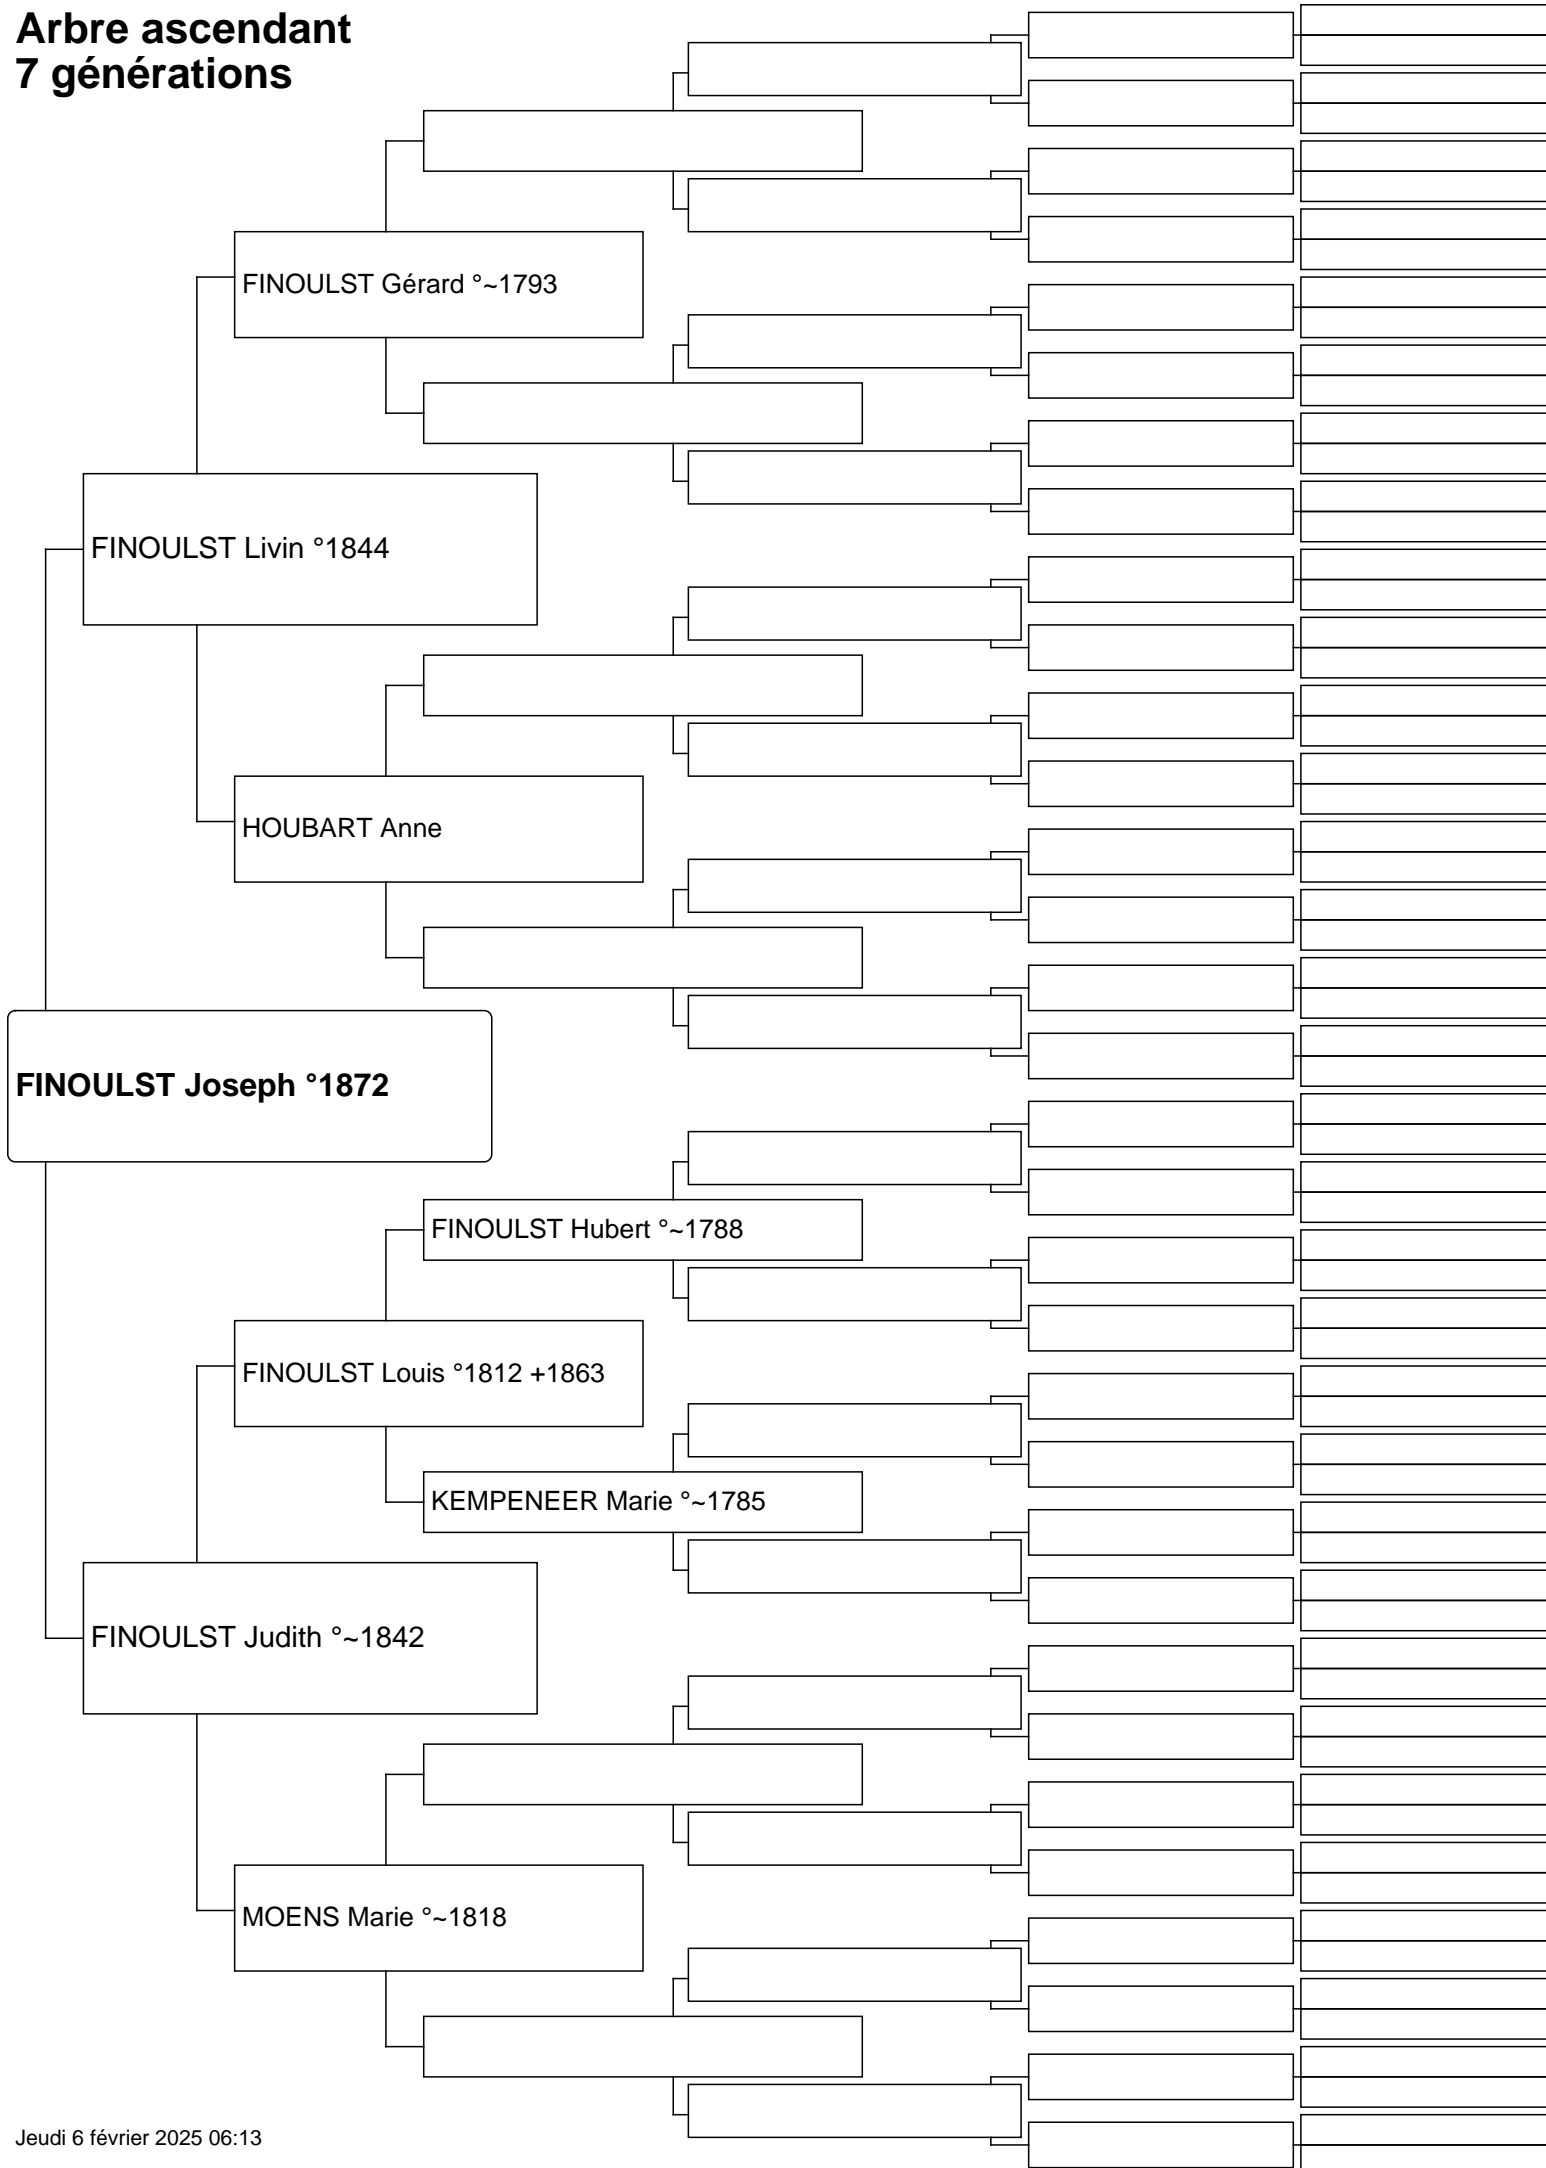 Arbre ascendant
7 générations
FINOULST Gérard °~1793
FINOULST Livin °1844
HOUBART Anne
FINOULST Joseph °1872
FINOULST Hubert °~1788
FINOULST Louis °1812 +1863
KEMPENEER Marie °~1785
FINOULST Judith °~1842
MOENS Marie °~1818
Jeudi 6 février 2025 06:13